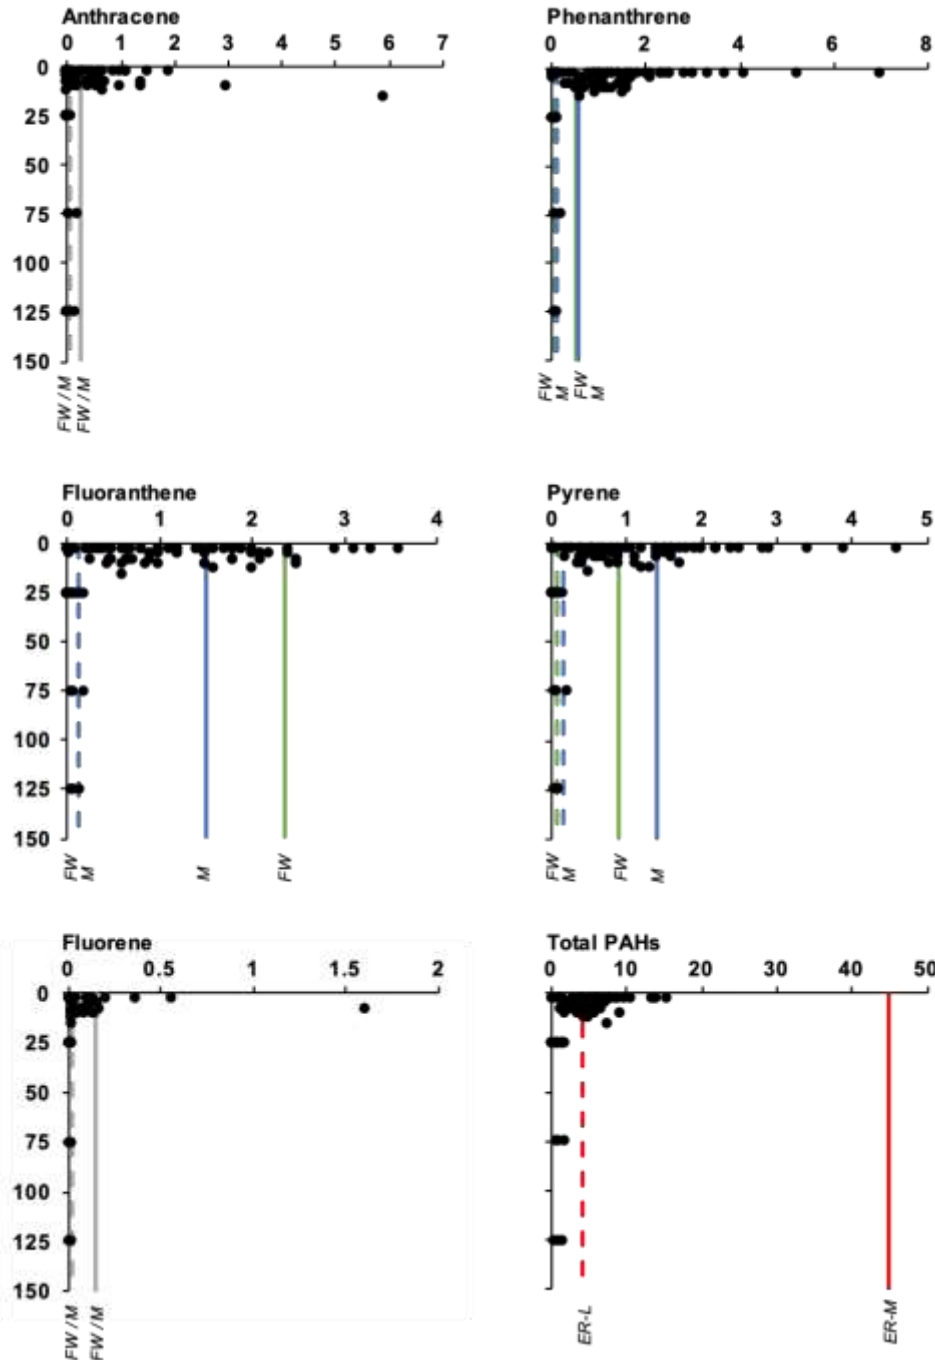 Anthracene
0 1 2 3 4 5 6 7
0
25
50
75
100
125
150
FW / M
FW / M
Phenanthrene
0 2 4 6 8
FW
M
FW
M
Fluoranthene
0 1 2 3 4
0
25
50
75
100
125
150
FW
M
M
FW
Pyrene
0 1 2 3 4 5
FW
M
FW
M
Fluorene
0 0.5 1 1.5 2
0
25
50
75
100
125
150
FW / M
FW / M
Total PAHs
0 10 20 30 40 50
ER-L
ER-M